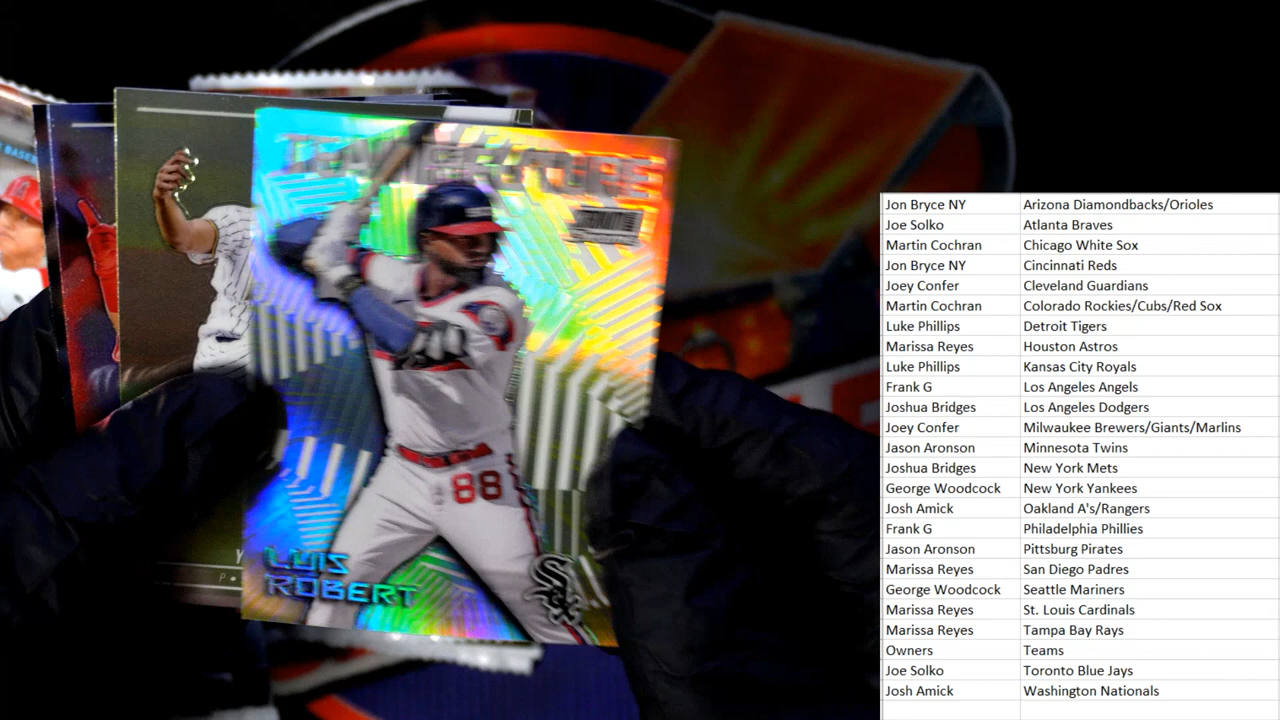 TEAM FUTURE
88
LUIS
ROBERT
Sox
Jon Bryce NY Arizona Diamondbacks/Orioles
Joe Solko Atlanta Braves
Martin Cochran Chicago White Sox
Jon Bryce NY Cincinnati Reds
Joey Confer Cleveland Guardians
Martin Cochran Colorado Rockies/Cubs/Red Sox
Luke Phillips Detroit Tigers
Marissa Reyes Houston Astros
Luke Phillips Kansas City Royals
Frank G Los Angeles Angels
Joshua Bridges Los Angeles Dodgers
Joey Confer Milwaukee Brewers/Giants/Marlins
Jason Aronson Minnesota Twins
Joshua Bridges New York Mets
George Woodcock New York Yankees
Josh Amick Oakland A's/Rangers
Frank G Philadelphia Phillies
Jason Aronson Pittsburg Pirates
Marissa Reyes San Diego Padres
George Woodcock Seattle Mariners
Marissa Reyes St. Louis Cardinals
Marissa Reyes Tampa Bay Rays
Owners Teams
Joe Solko Toronto Blue Jays
Josh Amick Washington Nationals